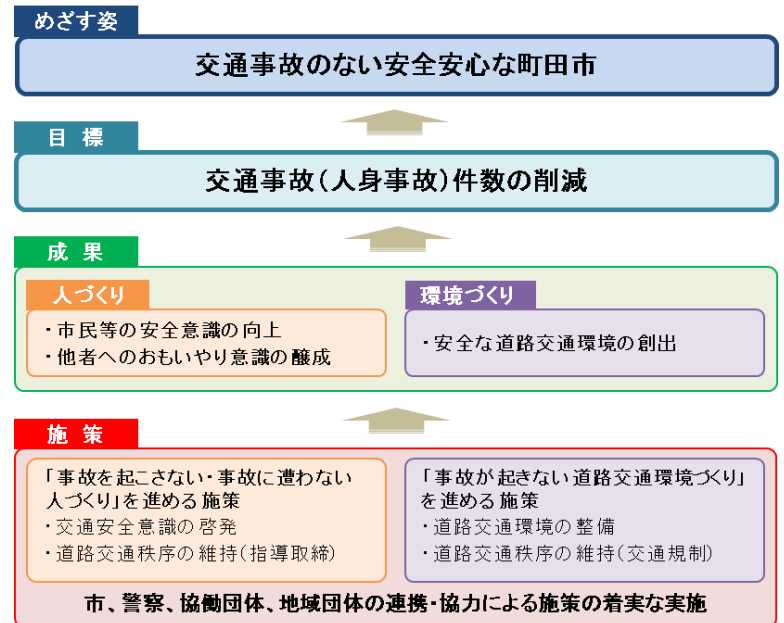 めざす姿
交通事故のない安全安心な町田市
目 標
交通事故(人身事故)件数の削減
成 果
人づくり
・市民等の安全意識の向上
・他者へのおもいやり意識の醸成
環境づくり
・安全な道路交通環境の創出
施 策
「事故を起こさない・事故に遭わない
人づくり」を進める施策
・交通安全意識の啓発
・道路交通秩序の維持(指導取締)
「事故が起きない道路交通環境づくり」
を進める施策
・道路交通環境の整備
・道路交通秩序の維持(交通規制)
市、警察、協働団体、地域団体の連携・協力による施策の着実な実施